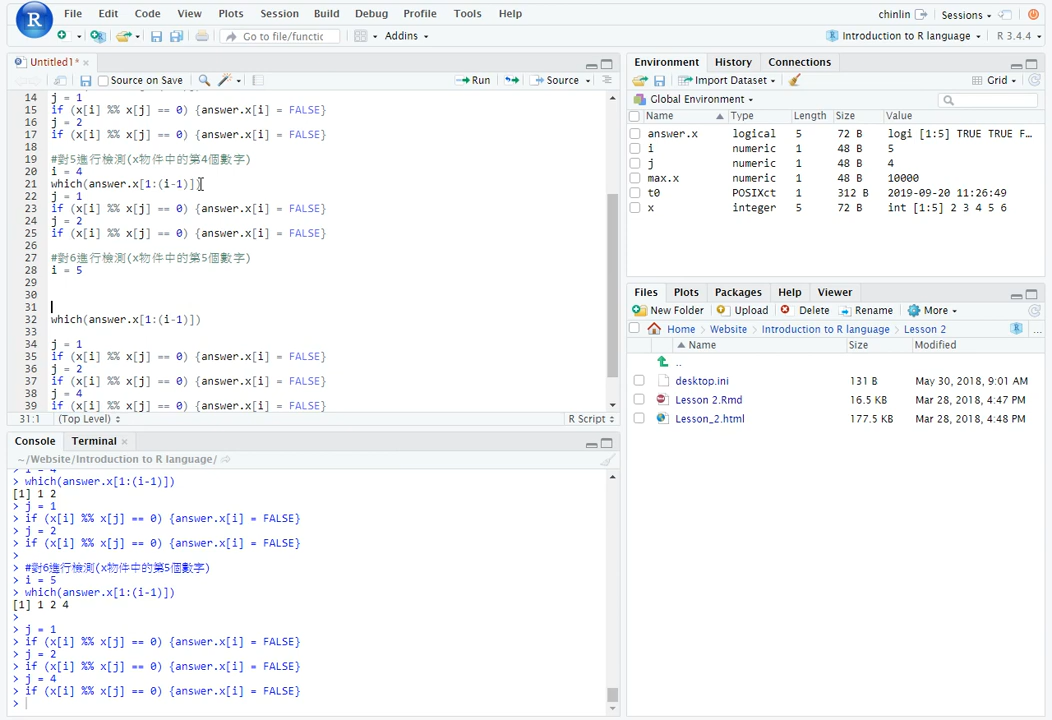 File Edit Code View Plots Session Build Debug Profile Tools Help
chinlin Sessions
Go to file/functic Addins
Introduction to R language R 3.4.4
Untitled1*
Source on Save Run Source
14 j = 1
15 if (x[i] %% x[j] == 0) {answer.x[i] = FALSE}
16 j = 2
17 if (x[i] %% x[j] == 0) {answer.x[i] = FALSE}
18
19 #對5進行檢測(x物件中的第4個數字)
20 i = 4
21 which(answer.x[1:(i-1)])
22 j = 1
23 if (x[i] %% x[j] == 0) {answer.x[i] = FALSE}
24 j = 2
25 if (x[i] %% x[j] == 0) {answer.x[i] = FALSE}
26
27 #對6進行檢測(x物件中的第5個數字)
28 i = 5
29
30
31
32 which(answer.x[1:(i-1)])
33
34 j = 1
35 if (x[i] %% x[j] == 0) {answer.x[i] = FALSE}
36 j = 2
37 if (x[i] %% x[j] == 0) {answer.x[i] = FALSE}
38 j = 4
39 if (x[i] %% x[j] == 0) {answer.x[i] = FALSE}
31:1 (Top Level) R Script
Console Terminal
~/Website/Introduction to R language/
> i = 4
> which(answer.x[1:(i-1)])
[1] 1 2
> j = 1
> if (x[i] %% x[j] == 0) {answer.x[i] = FALSE}
> j = 2
> if (x[i] %% x[j] == 0) {answer.x[i] = FALSE}
>
> #對6進行檢測(x物件中的第5個數字)
> i = 5
> which(answer.x[1:(i-1)])
[1] 1 2 4
>
> j = 1
> if (x[i] %% x[j] == 0) {answer.x[i] = FALSE}
> j = 2
> if (x[i] %% x[j] == 0) {answer.x[i] = FALSE}
> j = 4
> if (x[i] %% x[j] == 0) {answer.x[i] = FALSE}
>
Environment History Connections
Import Dataset Grid
Global Environment
Name Type Length Size Value
answer.x logical 5 72 B logi [1:5] TRUE TRUE F...
i numeric 1 48 B 5
j numeric 1 48 B 4
max.x numeric 1 48 B 10000
t0 POSIXct 1 312 B 2019-09-20 11:26:49
x integer 5 72 B int [1:5] 2 3 4 5 6
Files Plots Packages Help Viewer
New Folder Upload Delete Rename More
Home Website Introduction to R language Lesson 2 ...
Name Size Modified
..
desktop.ini 131 B May 30, 2018, 9:01 AM
Lesson 2.Rmd 16.5 KB Mar 28, 2018, 4:47 PM
Lesson_2.html 177.5 KB Mar 28, 2018, 4:48 PM